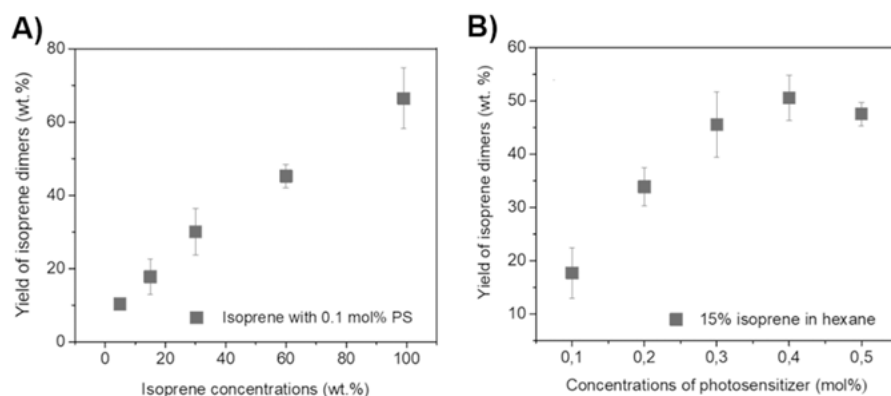 A)
Yield of isoprene dimers (wt.%)
80
60
40
20
0
Isoprene with 0.1 mol% PS
0 20 40 60 80 100
Isoprene concentrations (wt.%)
B)
Yield of isoprene dimers (wt. %)
60
50
40
30
20
10
15% isoprene in hexane
0,1 0,2 0,3 0,4 0,5
Concentrations of photosensitizer (mol%)